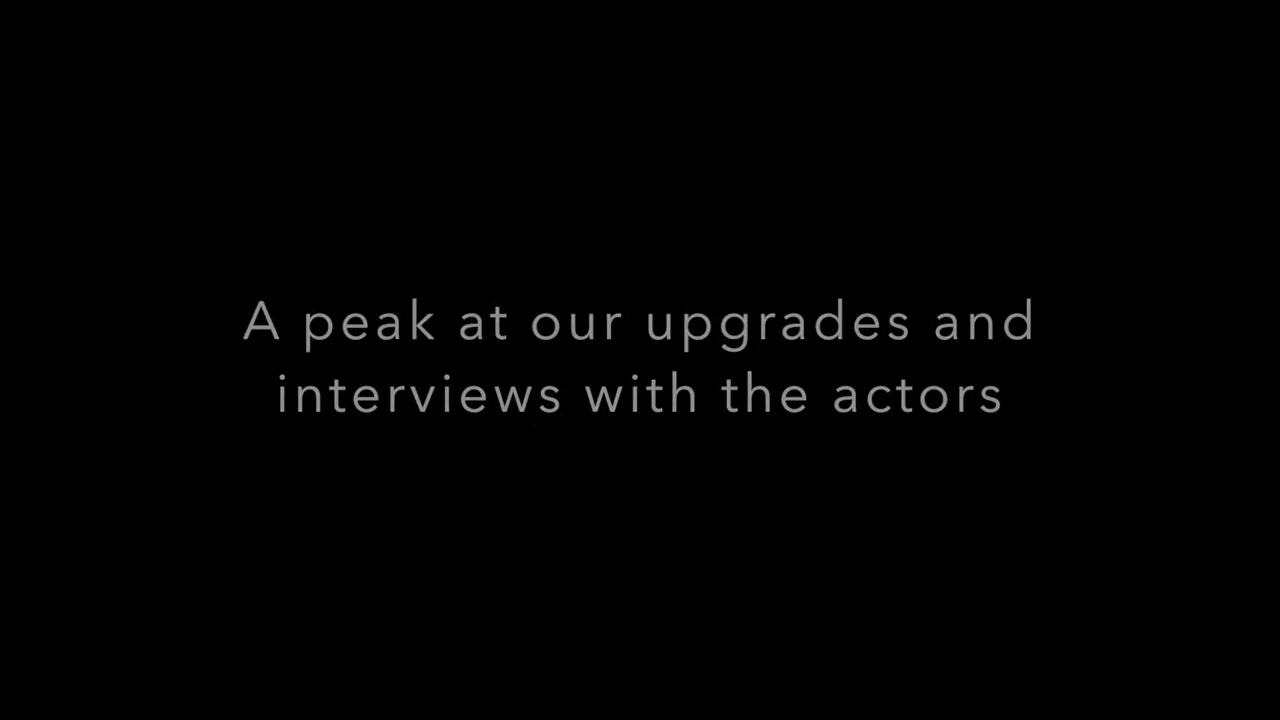 A peak at our upgrades and
interviews with the actors